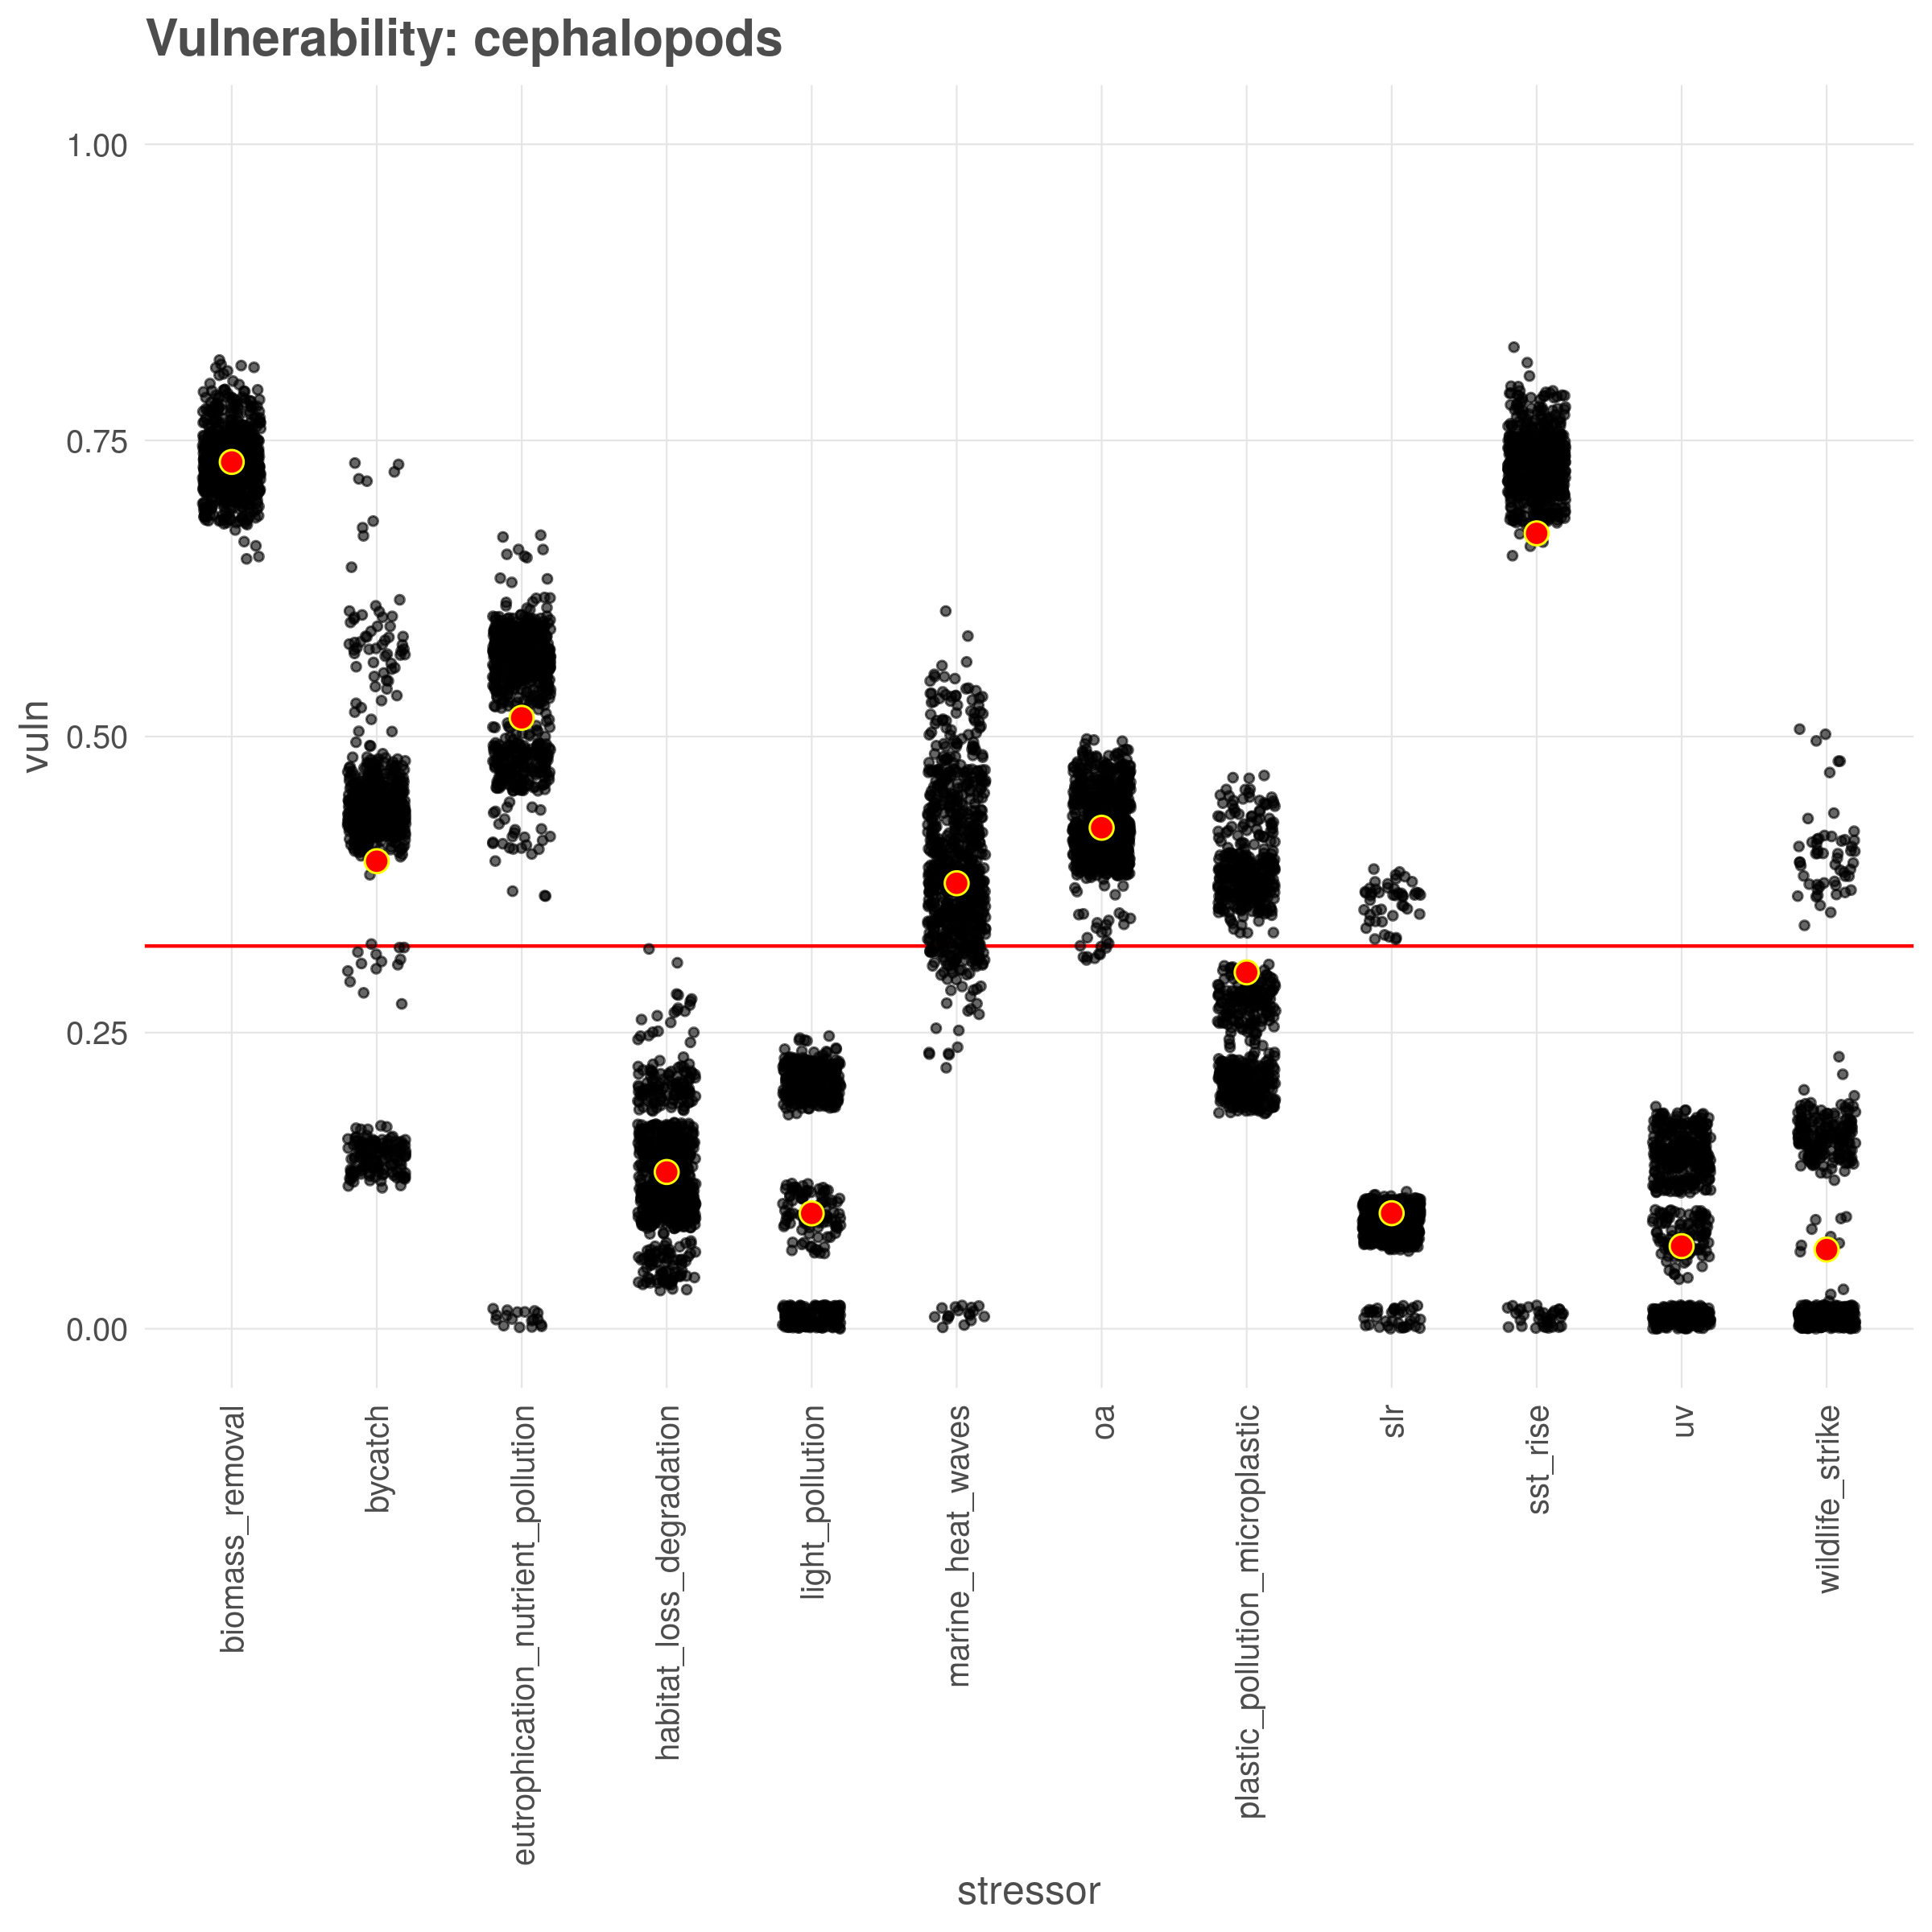 Vulnerability: cephalopods
vuln
1.00
0.75
0.50
0.25
0.00
biomass_removal
bycatch
eutrophication_nutrient_pollution
habitat_loss_degradation
light_pollution
marine_heat_waves
oa
plastic_pollution_microplastic
slr
sst_rise
uv
wildlife_strike
stressor